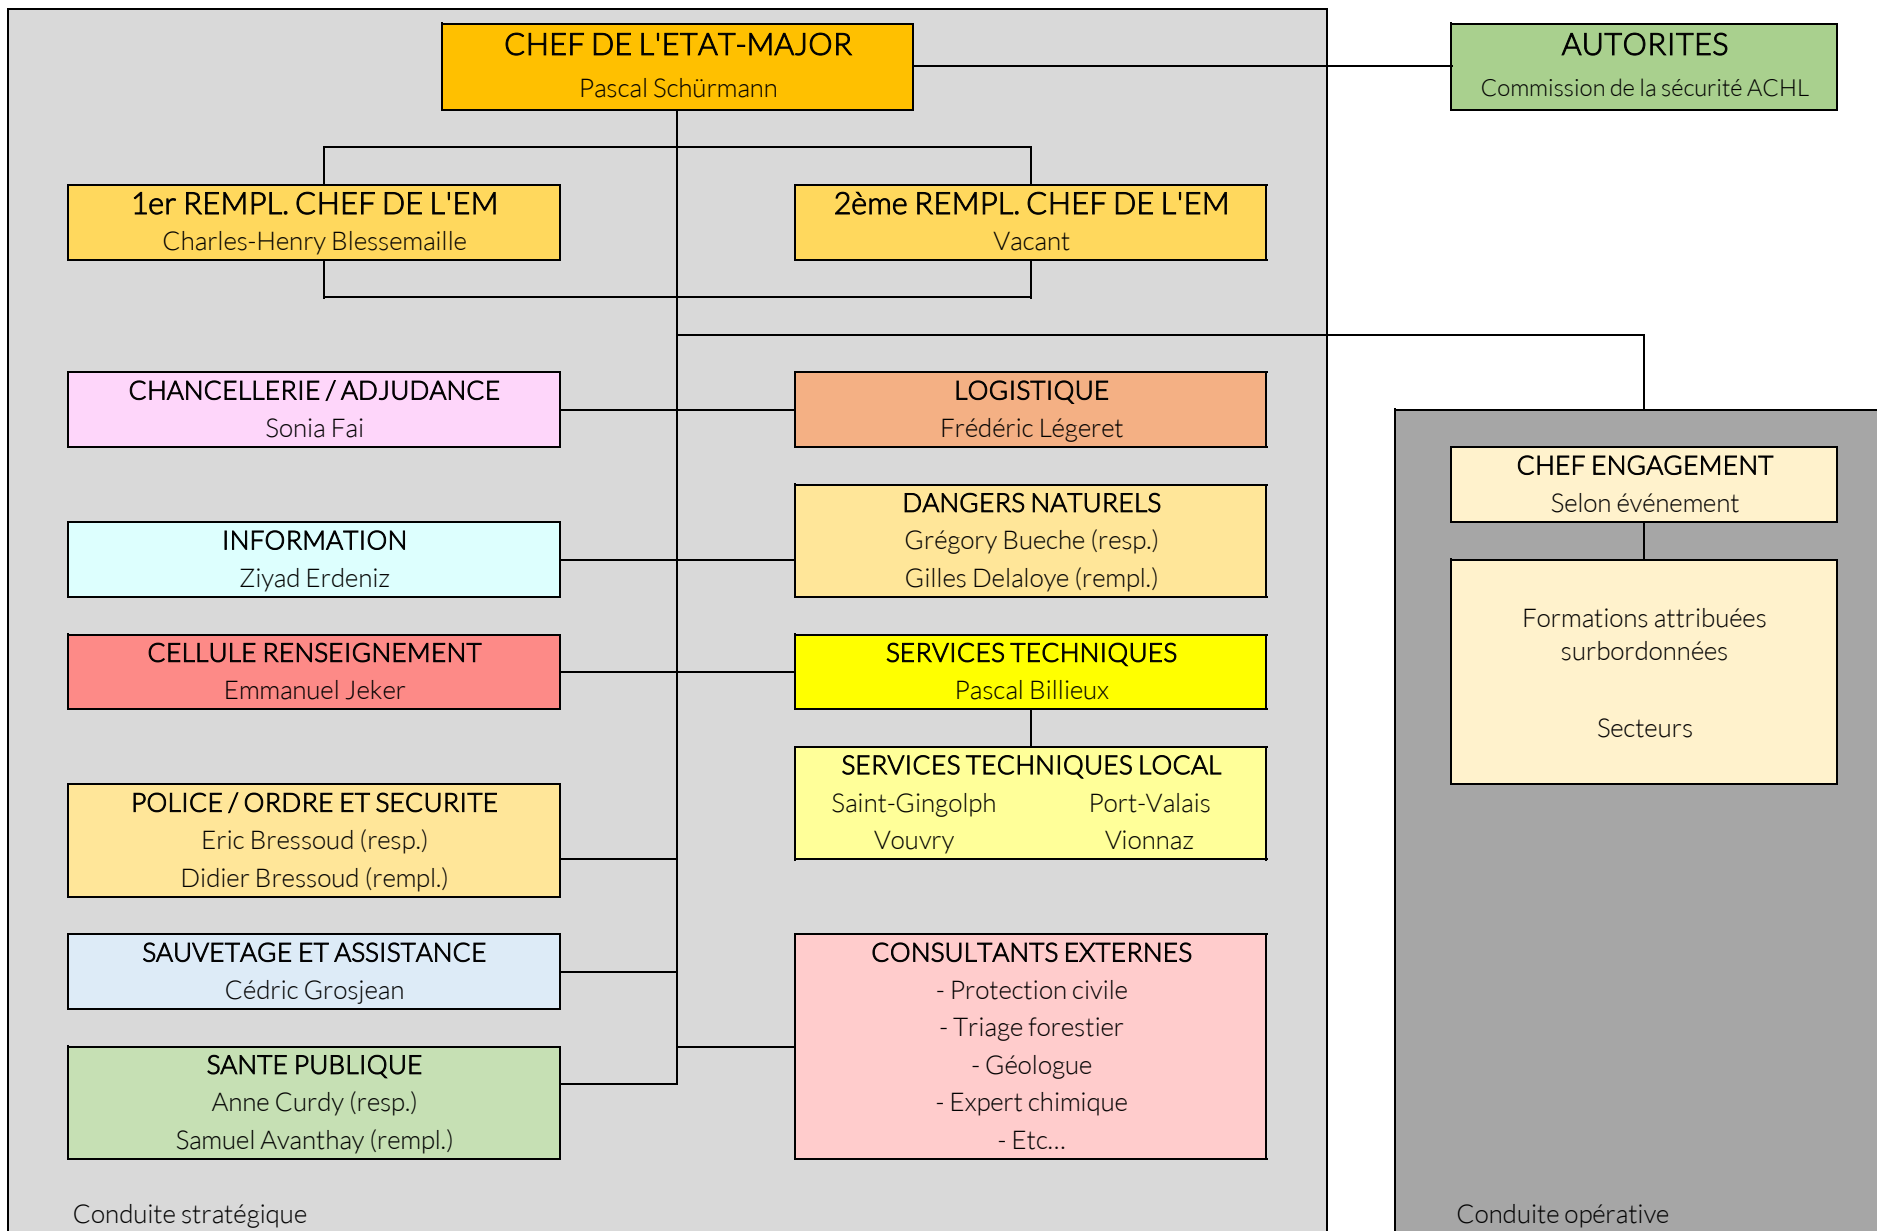 CHEF DE L'ETAT-MAJOR
Pascal Schürmann
AUTORITES
Commission de la sécurité ACHL
1er REMPL. CHEF DE L'EM
Charles-Henry Blessemaille
2ème REMPL. CHEF DE L'EM
Vacant
CHANCELLERIE / ADJUDANCE
Sonia Fai
LOGISTIQUE
Frédéric Légeret
INFORMATION
Ziyad Erdeniz
DANGERS NATURELS
Grégory Bueche (resp.)
Gilles Delaloye (rempl.)
CELLULE RENSEIGNEMENT
Emmanuel Jeker
SERVICES TECHNIQUES
Pascal Billieux
SERVICES TECHNIQUES LOCAL
Saint-Gingolph Port-Valais
Vouvry Vionnaz
POLICE / ORDRE ET SECURITE
Eric Bressoud (resp.)
Didier Bressoud (rempl.)
SAUVETAGE ET ASSISTANCE
Cédric Grosjean
CONSULTANTS EXTERNES
- Protection civile
- Triage forestier
- Géologue
- Expert chimique
- Etc...
SANTE PUBLIQUE
Anne Curdy (resp.)
Samuel Avanthay (rempl.)
Conduite stratégique
CHEF ENGAGEMENT
Selon événement
Formations attribuées
surbordonnées
Secteurs
Conduite opérative